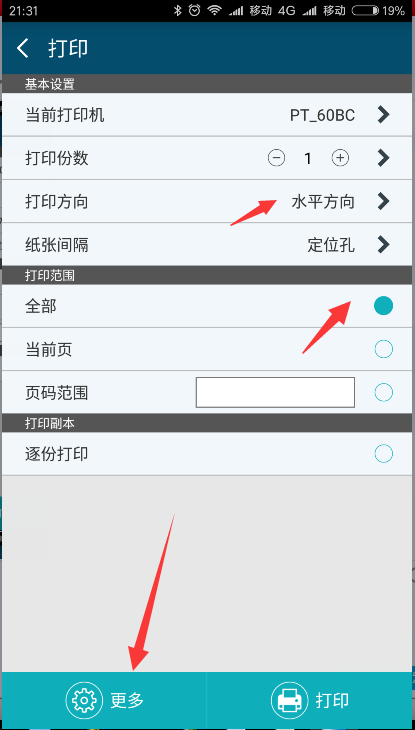 21:31 移动 4G 移动 19%
打印
基本设置
当前打印机 PT_60BC
打印份数 1
打印方向 水平方向
纸张间隔 定位孔
打印范围
全部
当前页
页码范围
打印副本
逐份打印
更多 打印